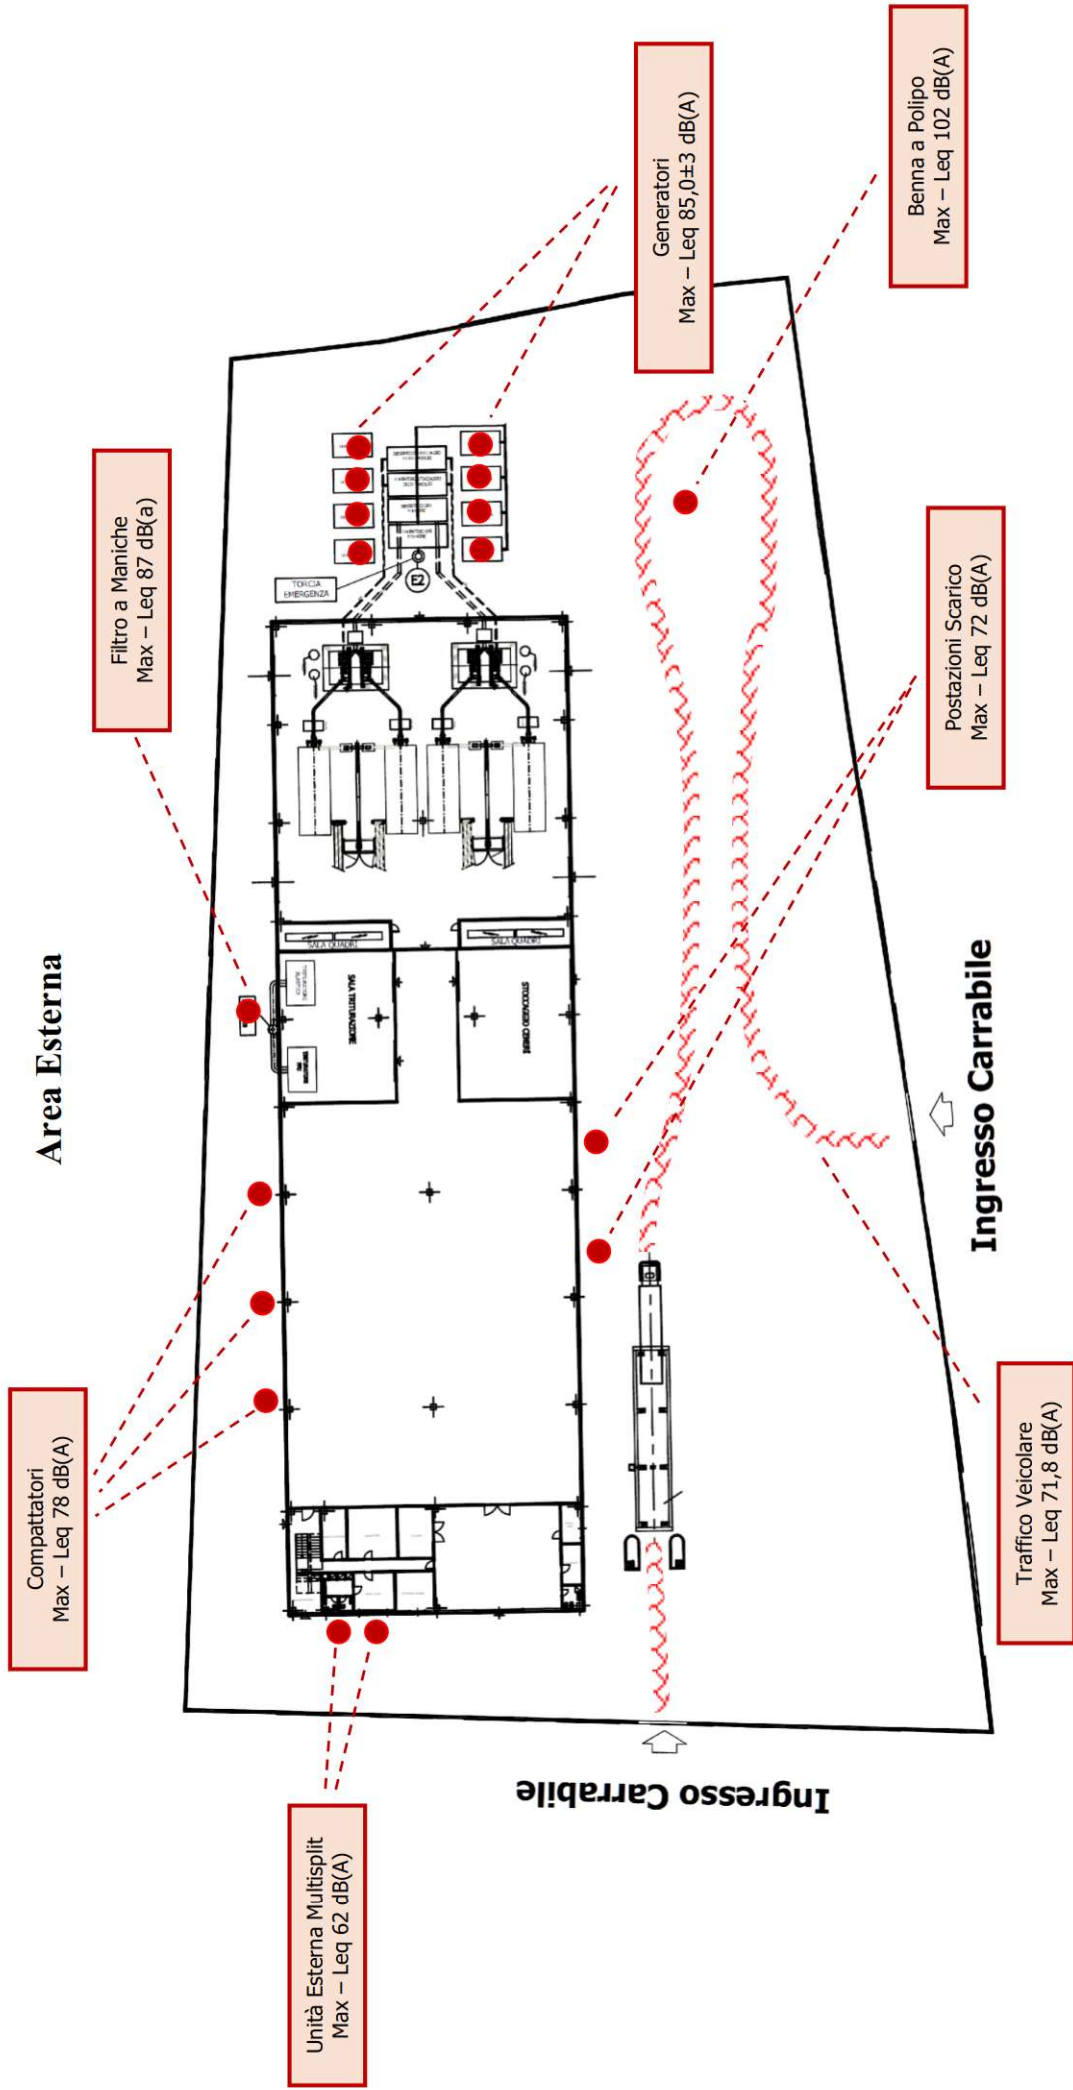 Area Esterna
Unità Esterna Multisplit
Max – Leq 62 dB(A)
Compattatori
Max – Leq 78 dB(A)
Filtro a Maniche
Max – Leq 87 dB(a)
Generatori
Max – Leq 85,0±3 dB(A)
Benna a Polipo
Max – Leq 102 dB(A)
Postazioni Scarico
Max – Leq 72 dB(A)
Traffico Veicolare
Max – Leq 71,8 dB(A)
Ingresso Carrabile
Ingresso Carrabile
TORCIA
EMERGENZA
E2
SALA QUADRI
SALA QUADRI
SALA TRITURAZIONE
STOCCAGGIO CENERI